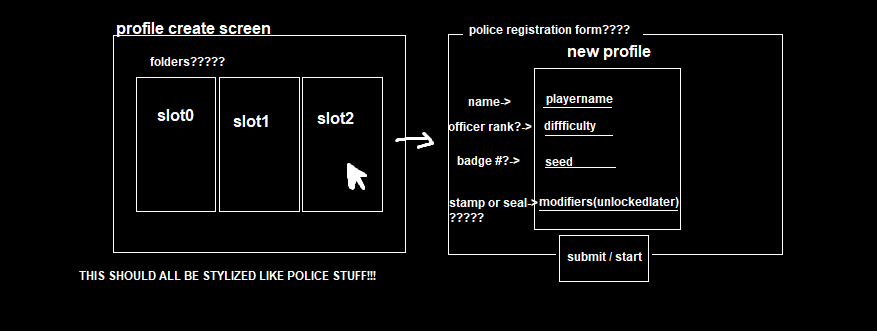 profile create screen
folders?????
slot0
slot1
slot2
THIS SHOULD ALL BE STYLIZED LIKE POLICE STUFF!!!
police registration form????
new profile
name-> playername
officer rank?-> diffficulty
badge #?-> seed
stamp or seal-> modifiers(unlockedlater)
?????
submit / start